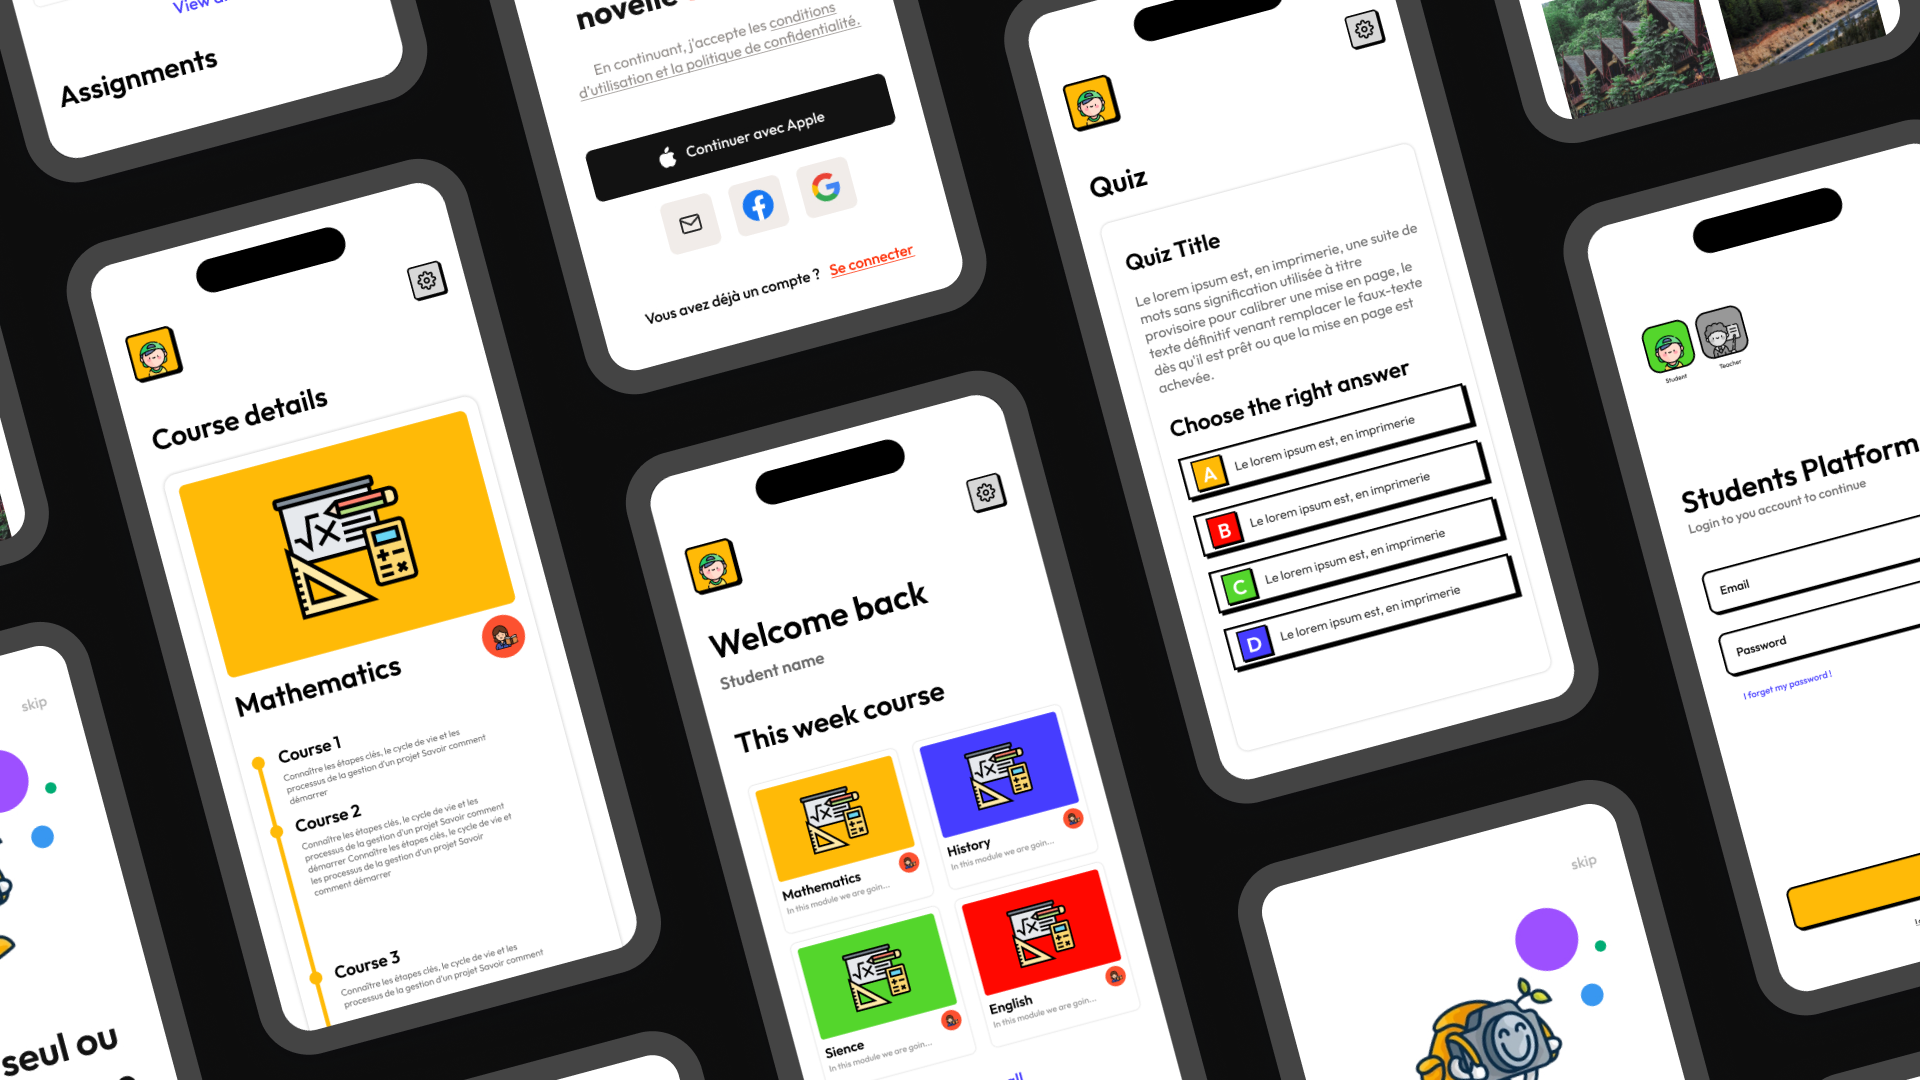 View
Assignments
Course details
Mathematics
Course 1
Connaître les étapes clés, le cycle de vie et les
processus de la gestion d'un projet Savoir comment
démarrer
Course 2
Connaître les étapes clés, le cycle de vie et les
processus de la gestion d'un projet Savoir comment
démarrer Connaître les étapes clés, le cycle de vie et
les processus de la gestion d'un projet Savoir
comment démarrer
Course 3
Connaître les étapes clés, le cycle de vie et les
processus de la gestion d'un projet Savoir comment
skip
seul ou
novelle
En continuant, j'accepte les conditions
d'utilisation et la politique de confidentialité.
Continuer avec Apple
Vous avez déjà un compte ? Se connecter
Welcome back
Student name
This week course
Mathematics
In this module we are goin...
History
In this module we are goin...
Sience
In this module we are goin...
English
In this module we are goin...
Quiz
Quiz Title
Le lorem ipsum est, en imprimerie, une suite de
mots sans signification utilisée à titre
provisoire pour calibrer une mise en page, le
texte définitif venant remplacer le faux-texte
dès qu'il est prêt ou que la mise en page est
achevée.
Choose the right answer
A Le lorem ipsum est, en imprimerie
B Le lorem ipsum est, en imprimerie
C Le lorem ipsum est, en imprimerie
D Le lorem ipsum est, en imprimerie
skip
Student
Teacher
Students Platform
Login to you account to continue
Email
Password
I forget my password !